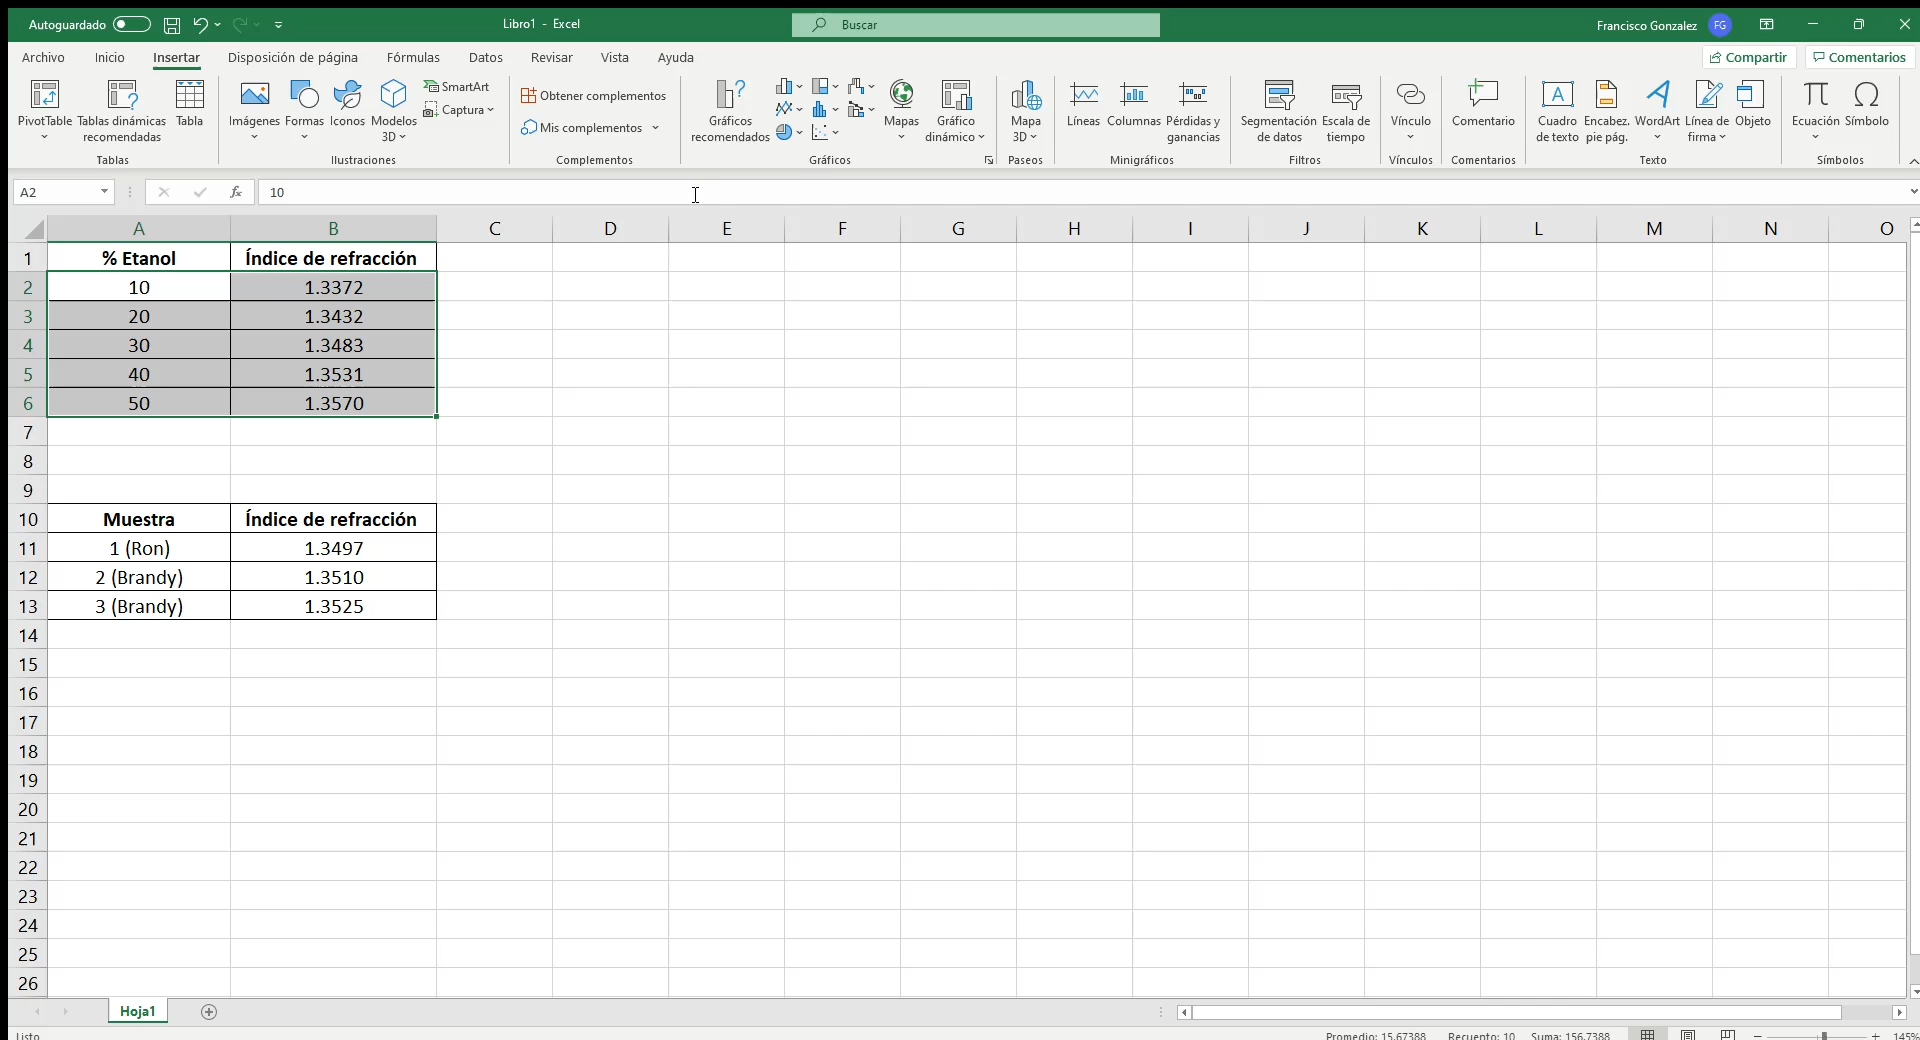 Autoguardado
Libro1 - Excel
Buscar
Francisco Gonzalez
FG
Archivo Inicio Insertar Disposición de página Fórmulas Datos Revisar Vista Ayuda
Compartir
Comentarios
PivotTable
Tablas dinámicas
recomendadas
Tabla
Tablas
Imágenes
Formas
Iconos
Modelos
3D
SmartArt
Captura
Ilustraciones
Obtener complementos
Mis complementos
Complementos
Gráficos
recomendados
Mapas
Gráfico
dinámico
Gráficos
Mapa
3D
Paseos
Líneas
Columnas
Pérdidas y
ganancias
Minigráficos
Segmentación
de datos
Escala de
tiempo
Filtros
Vínculo
Vínculos
Comentario
Comentarios
Cuadro
de texto
Encabez.
pie pág.
WordArt
Línea de
firma
Objeto
Texto
Ecuación
Símbolo
Símbolos
A2
fx
10
A B C D E F G H I J K L M N O
1 % Etanol Índice de refracción
2 10 1.3372
3 20 1.3432
4 30 1.3483
5 40 1.3531
6 50 1.3570
7
8
9
10 Muestra Índice de refracción
11 1 (Ron) 1.3497
12 2 (Brandy) 1.3510
13 3 (Brandy) 1.3525
14
15
16
17
18
19
20
21
22
23
24
25
26
Hoja1
Listo
Promedio: 15.67388 Recuento: 10 Suma: 156.7388
145%